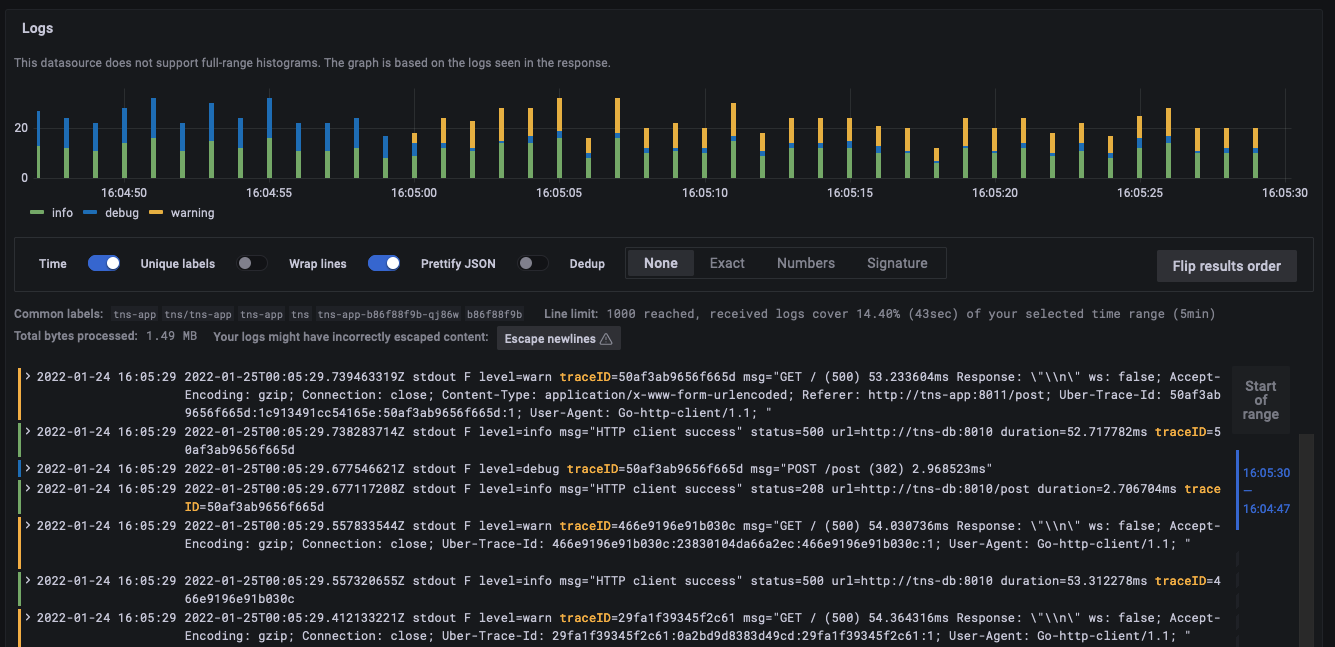 Logs
This datasource does not support full-range histograms. The graph is based on the logs seen in the response.
20
0
16:04:50 16:04:55 16:05:00 16:05:05 16:05:10 16:05:15 16:05:20 16:05:25 16:05:30
info debug warning
Time Unique labels Wrap lines Prettify JSON Dedup None Exact Numbers Signature Flip results order
Common labels: tns-app tns/tns-app tns-app tns tns-app-b86f88f9b-qj86w b86f88f9b Line limit: 1000 reached, received logs cover 14.40% (43sec) of your selected time range (5min)
Total bytes processed: 1.49 MB Your logs might have incorrectly escaped content: Escape newlines
2022-01-24 16:05:29 2022-01-25T00:05:29.739463319Z stdout F level=warn traceID=50af3ab9656f665d msg="GET / (500) 53.233604ms Response: \"\\n\" ws: false; Accept-
Encoding: gzip; Connection: close; Content-Type: application/x-www-form-urlencoded; Referer: http://tns-app:8011/post; Uber-Trace-Id: 50af3ab
9656f665d:1c913491cc54165e:50af3ab9656f665d:1; User-Agent: Go-http-client/1.1; "
2022-01-24 16:05:29 2022-01-25T00:05:29.738283714Z stdout F level=info msg="HTTP client success" status=500 url=http://tns-db:8010 duration=52.717782ms traceID=5
0af3ab9656f665d
2022-01-24 16:05:29 2022-01-25T00:05:29.677546621Z stdout F level=debug traceID=50af3ab9656f665d msg="POST /post (302) 2.968523ms"
2022-01-24 16:05:29 2022-01-25T00:05:29.677117208Z stdout F level=info msg="HTTP client success" status=208 url=http://tns-db:8010/post duration=2.706704ms trace
ID=50af3ab9656f665d
2022-01-24 16:05:29 2022-01-25T00:05:29.557833544Z stdout F level=warn traceID=466e9196e91b030c msg="GET / (500) 54.030736ms Response: \"\\n\" ws: false; Accept-
Encoding: gzip; Connection: close; Uber-Trace-Id: 466e9196e91b030c:23830104da66a2ec:466e9196e91b030c:1; User-Agent: Go-http-client/1.1; "
2022-01-24 16:05:29 2022-01-25T00:05:29.557320655Z stdout F level=info msg="HTTP client success" status=500 url=http://tns-db:8010 duration=53.312278ms traceID=4
66e9196e91b030c
2022-01-24 16:05:29 2022-01-25T00:05:29.412133221Z stdout F level=warn traceID=29fa1f39345f2c61 msg="GET / (500) 54.364316ms Response: \"\\n\" ws: false; Accept-
Encoding: gzip; Connection: close; Uber-Trace-Id: 29fa1f39345f2c61:0a2bd9d8383d49cd:29fa1f39345f2c61:1; User-Agent: Go-http-client/1.1; "
Start
of
range
16:05:30
—
16:04:47